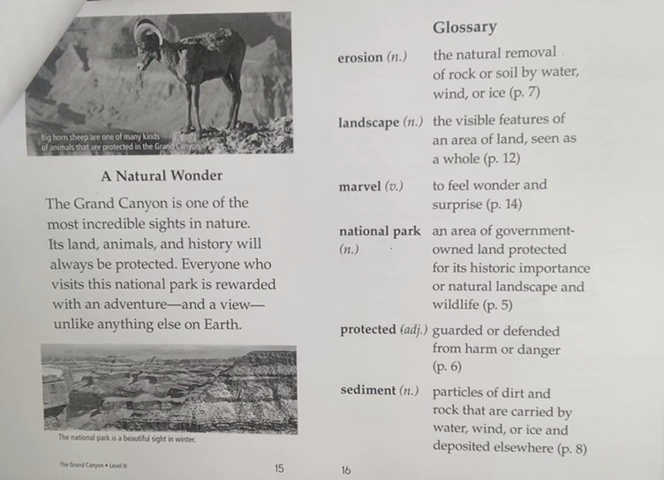 Big horn sheep are one of many kinds
of animals that are protected in the Grand Canyon.
A Natural Wonder
The Grand Canyon is one of the
most incredible sights in nature.
Its land, animals, and history will
always be protected. Everyone who
visits this national park is rewarded
with an adventure—and a view—
unlike anything else on Earth.
The national park is a beautiful sight in winter.
The Grand Canyon • Level N
15
Glossary
erosion (n.) the natural removal
of rock or soil by water,
wind, or ice (p. 7)
landscape (n.) the visible features of
an area of land, seen as
a whole (p. 12)
marvel (v.) to feel wonder and
surprise (p. 14)
national park an area of government-
(n.) owned land protected
for its historic importance
or natural landscape and
wildlife (p. 5)
protected (adj.) guarded or defended
from harm or danger
(p. 6)
sediment (n.) particles of dirt and
rock that are carried by
water, wind, or ice and
deposited elsewhere (p. 8)
16